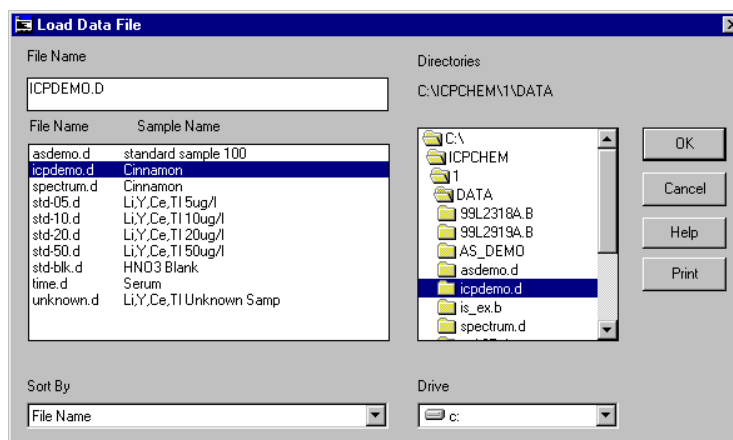 Load Data File
File Name
ICPDEMO.D
File Name Sample Name
asdemo.d standard sample 100
icpdemo.d Cinnamon
spectrum.d Cinnamon
std-05.d Li,Y,Ce,Tl 5ug/l
std-10.d Li,Y,Ce,Tl 10ug/l
std-20.d Li,Y,Ce,Tl 20ug/l
std-50.d Li,Y,Ce,Tl 50ug/l
std-blk.d HNO3 Blank
time.d Serum
unknown.d Li,Y,Ce,Tl Unknown Samp
Sort By
File Name
Directories
C:\ICPCHEM\1\DATA
C:\
ICPCHEM
1
DATA
99L2318A.B
99L2919A.B
AS_DEMO
asdemo.d
icpdemo.d
is_ex.b
spectrum.d
Drive
c:
OK
Cancel
Help
Print